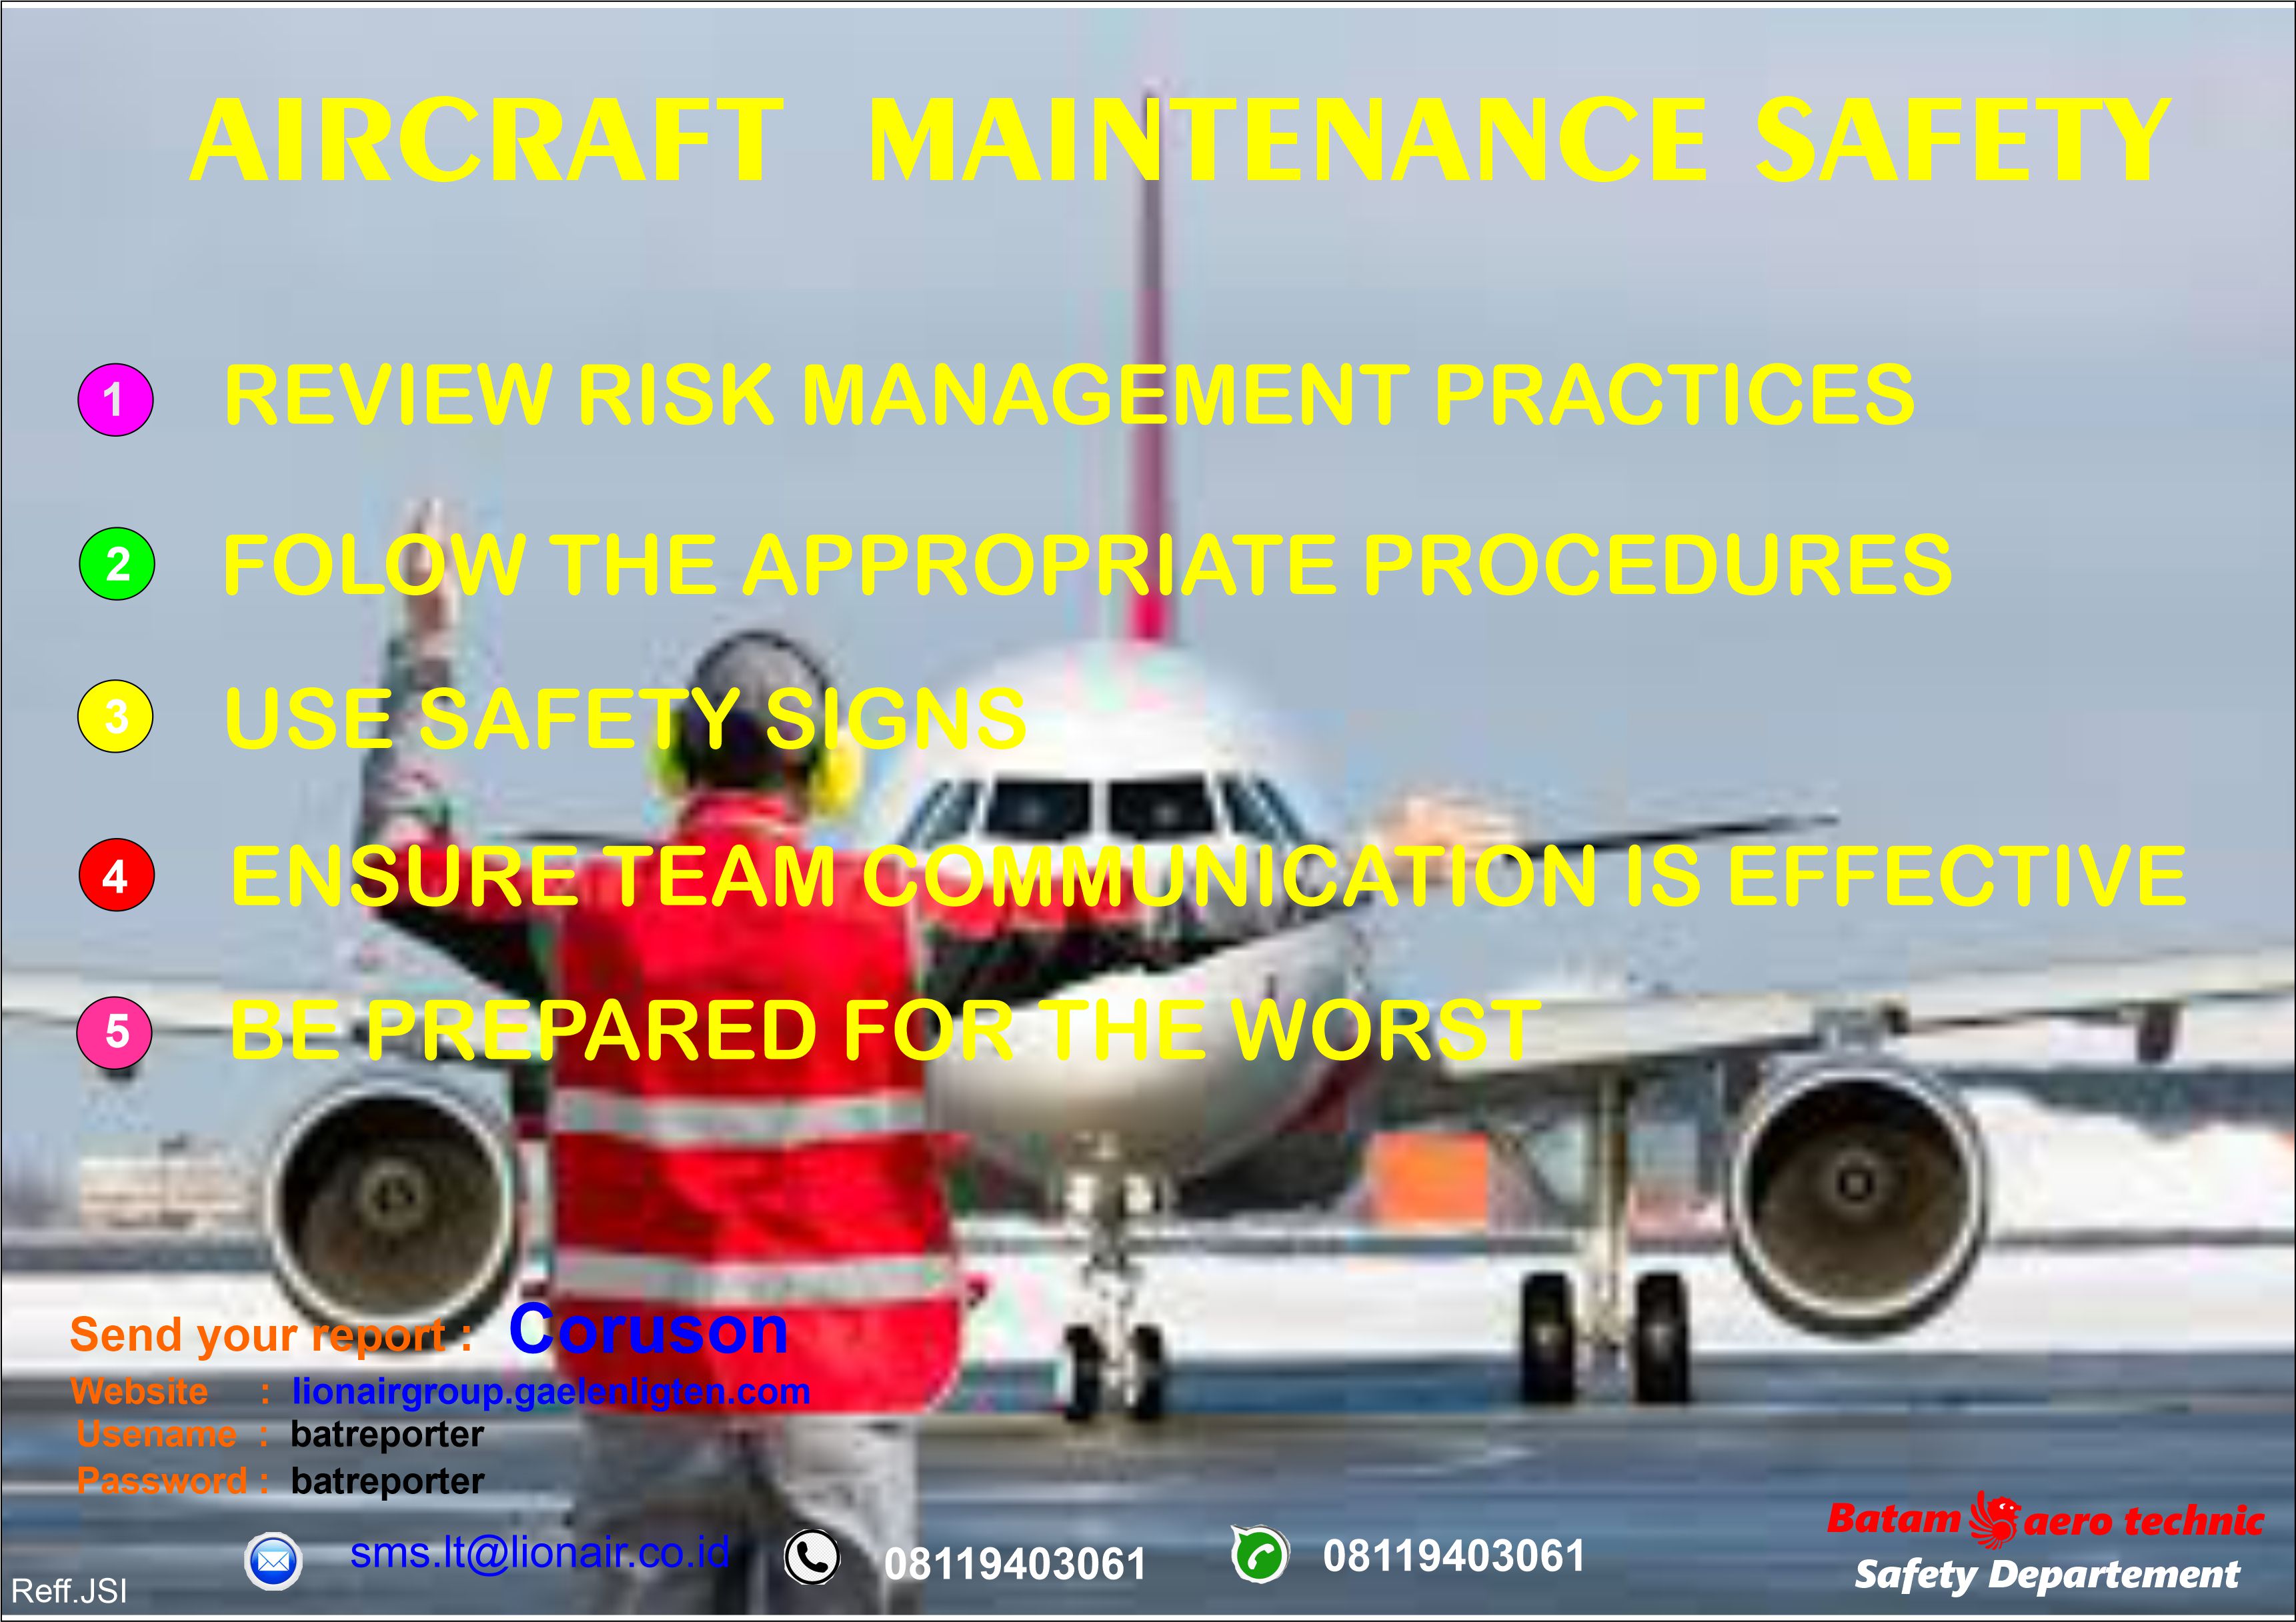 AIRCRAFT MAINTENANCE SAFETY
1 REVIEW RISK MANAGEMENT PRACTICES
2 FOLOW THE APPROPRIATE PROCEDURES
3 USE SAFETY SIGNS
4 ENSURE TEAM COMMUNICATION IS EFFECTIVE
5 BE PREPARED FOR THE WORST
Send your report : Coruson
Website : lionairgroup.gaelenligten.com
Usename : batreporter
Password : batreporter
sms.lt@lionair.co.id 08119403061 08119403061
Batam aero technic
Safety Departement
Reff.JSI